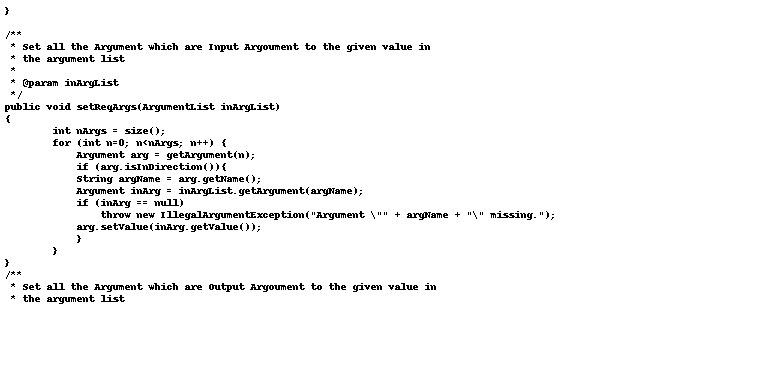 }
/**
 * Set all the Argument which are Input Argoument to the given value in
 * the argument list
 *
 * @param inArgList
 */
public void setReqArgs(ArgumentList inArgList)
{
        int nArgs = size();
        for (int n=0; n<nArgs; n++) {
            Argument arg = getArgument(n);
            if (arg.isInDirection()){
            String argName = arg.getName();
            Argument inArg = inArgList.getArgument(argName);
            if (inArg == null)
                throw new IllegalArgumentException("Argument \"" + argName + "\" missing.");
            arg.setValue(inArg.getValue());
            }
        }
}
/**
 * Set all the Argument which are Output Argoument to the given value in
 * the argument list